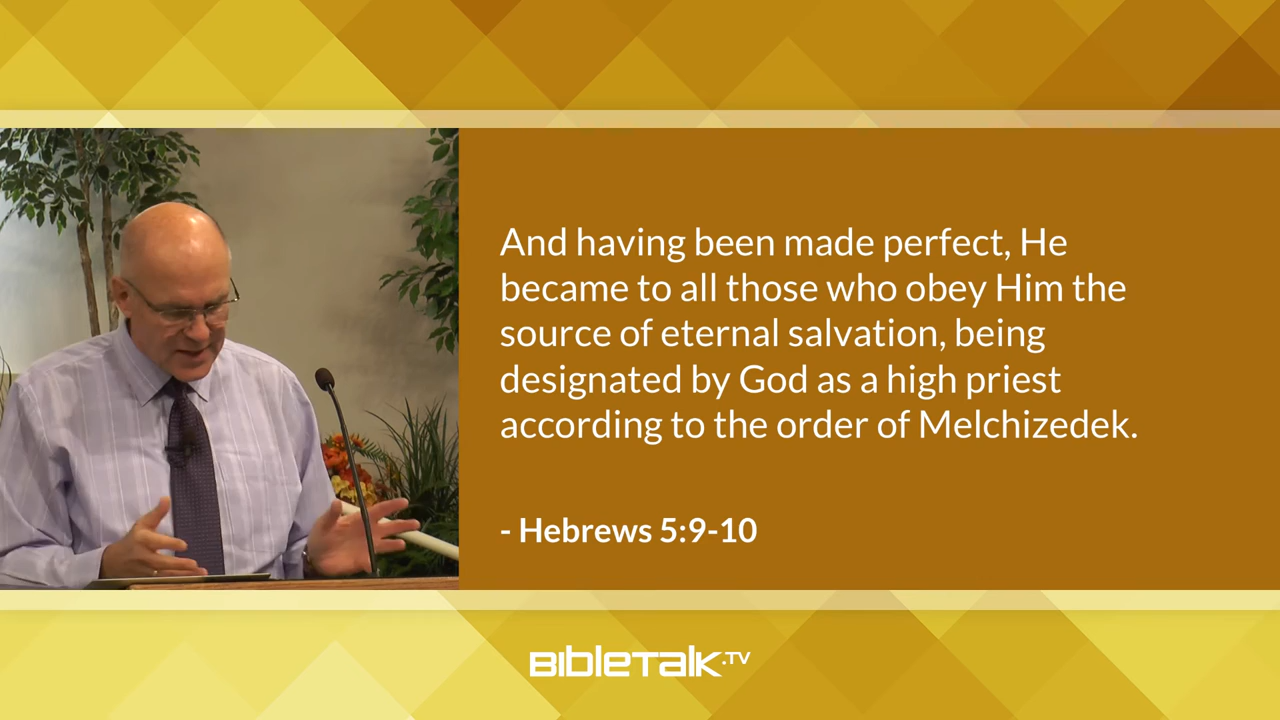 And having been made perfect, He
became to all those who obey Him the
source of eternal salvation, being
designated by God as a high priest
according to the order of Melchizedek.
- Hebrews 5:9-10
BIBLETALK.TV